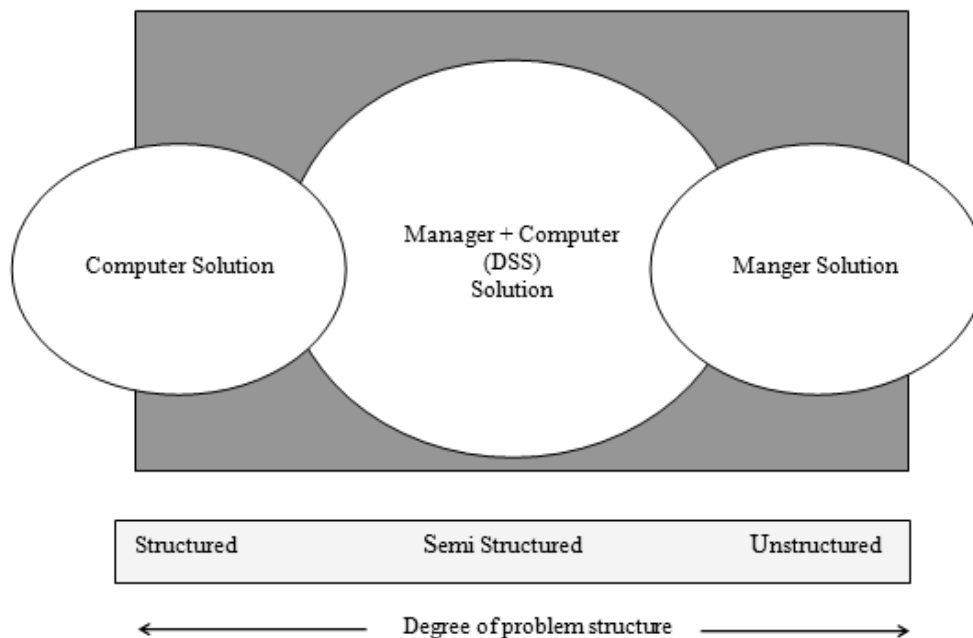 Computer Solution
Manager + Computer
(DSS)
Solution
Manger Solution
Structured
Semi Structured
Unstructured
Degree of problem structure